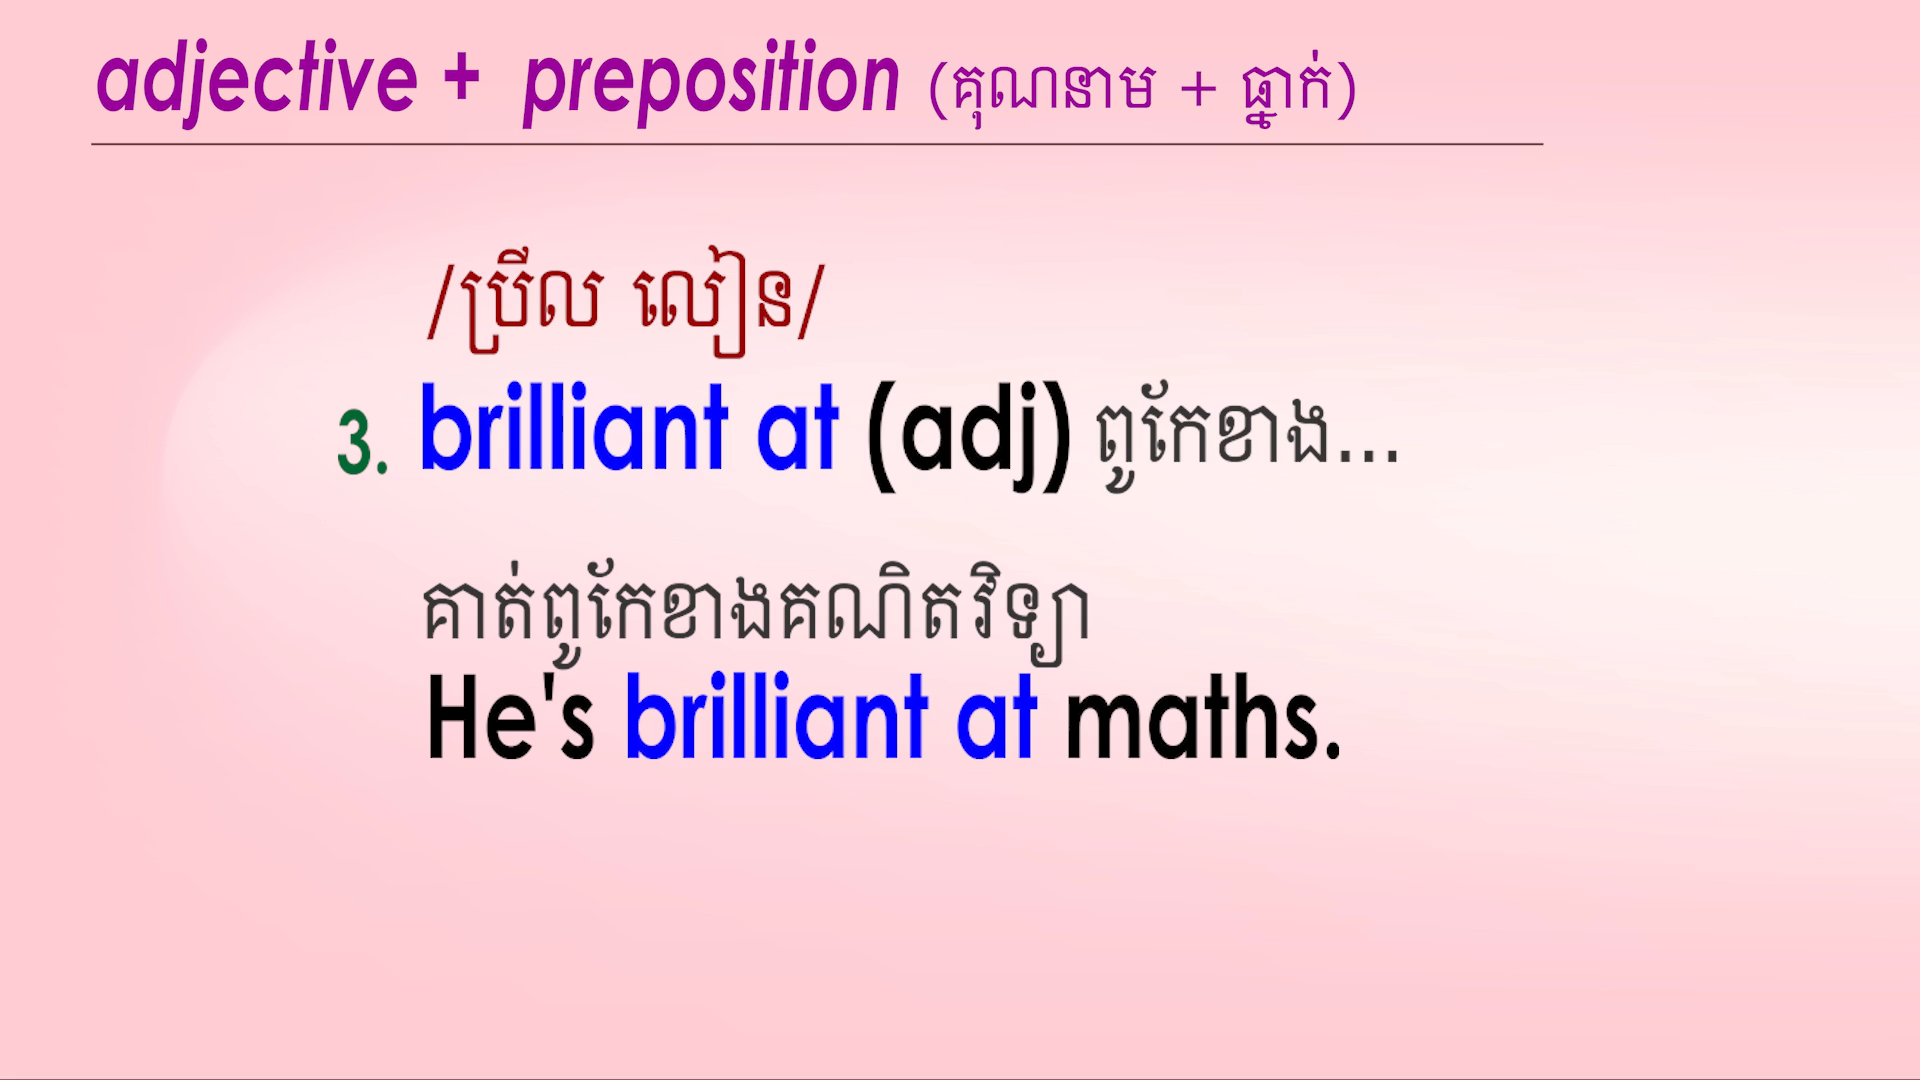 adjective + preposition (គុណនាម + ធ្នាក់)
/ប្រីល លៀន/
3. brilliant at (adj) ពូកែខាង...
គាត់ពូកែខាងគណិតវិទ្យា
He's brilliant at maths.